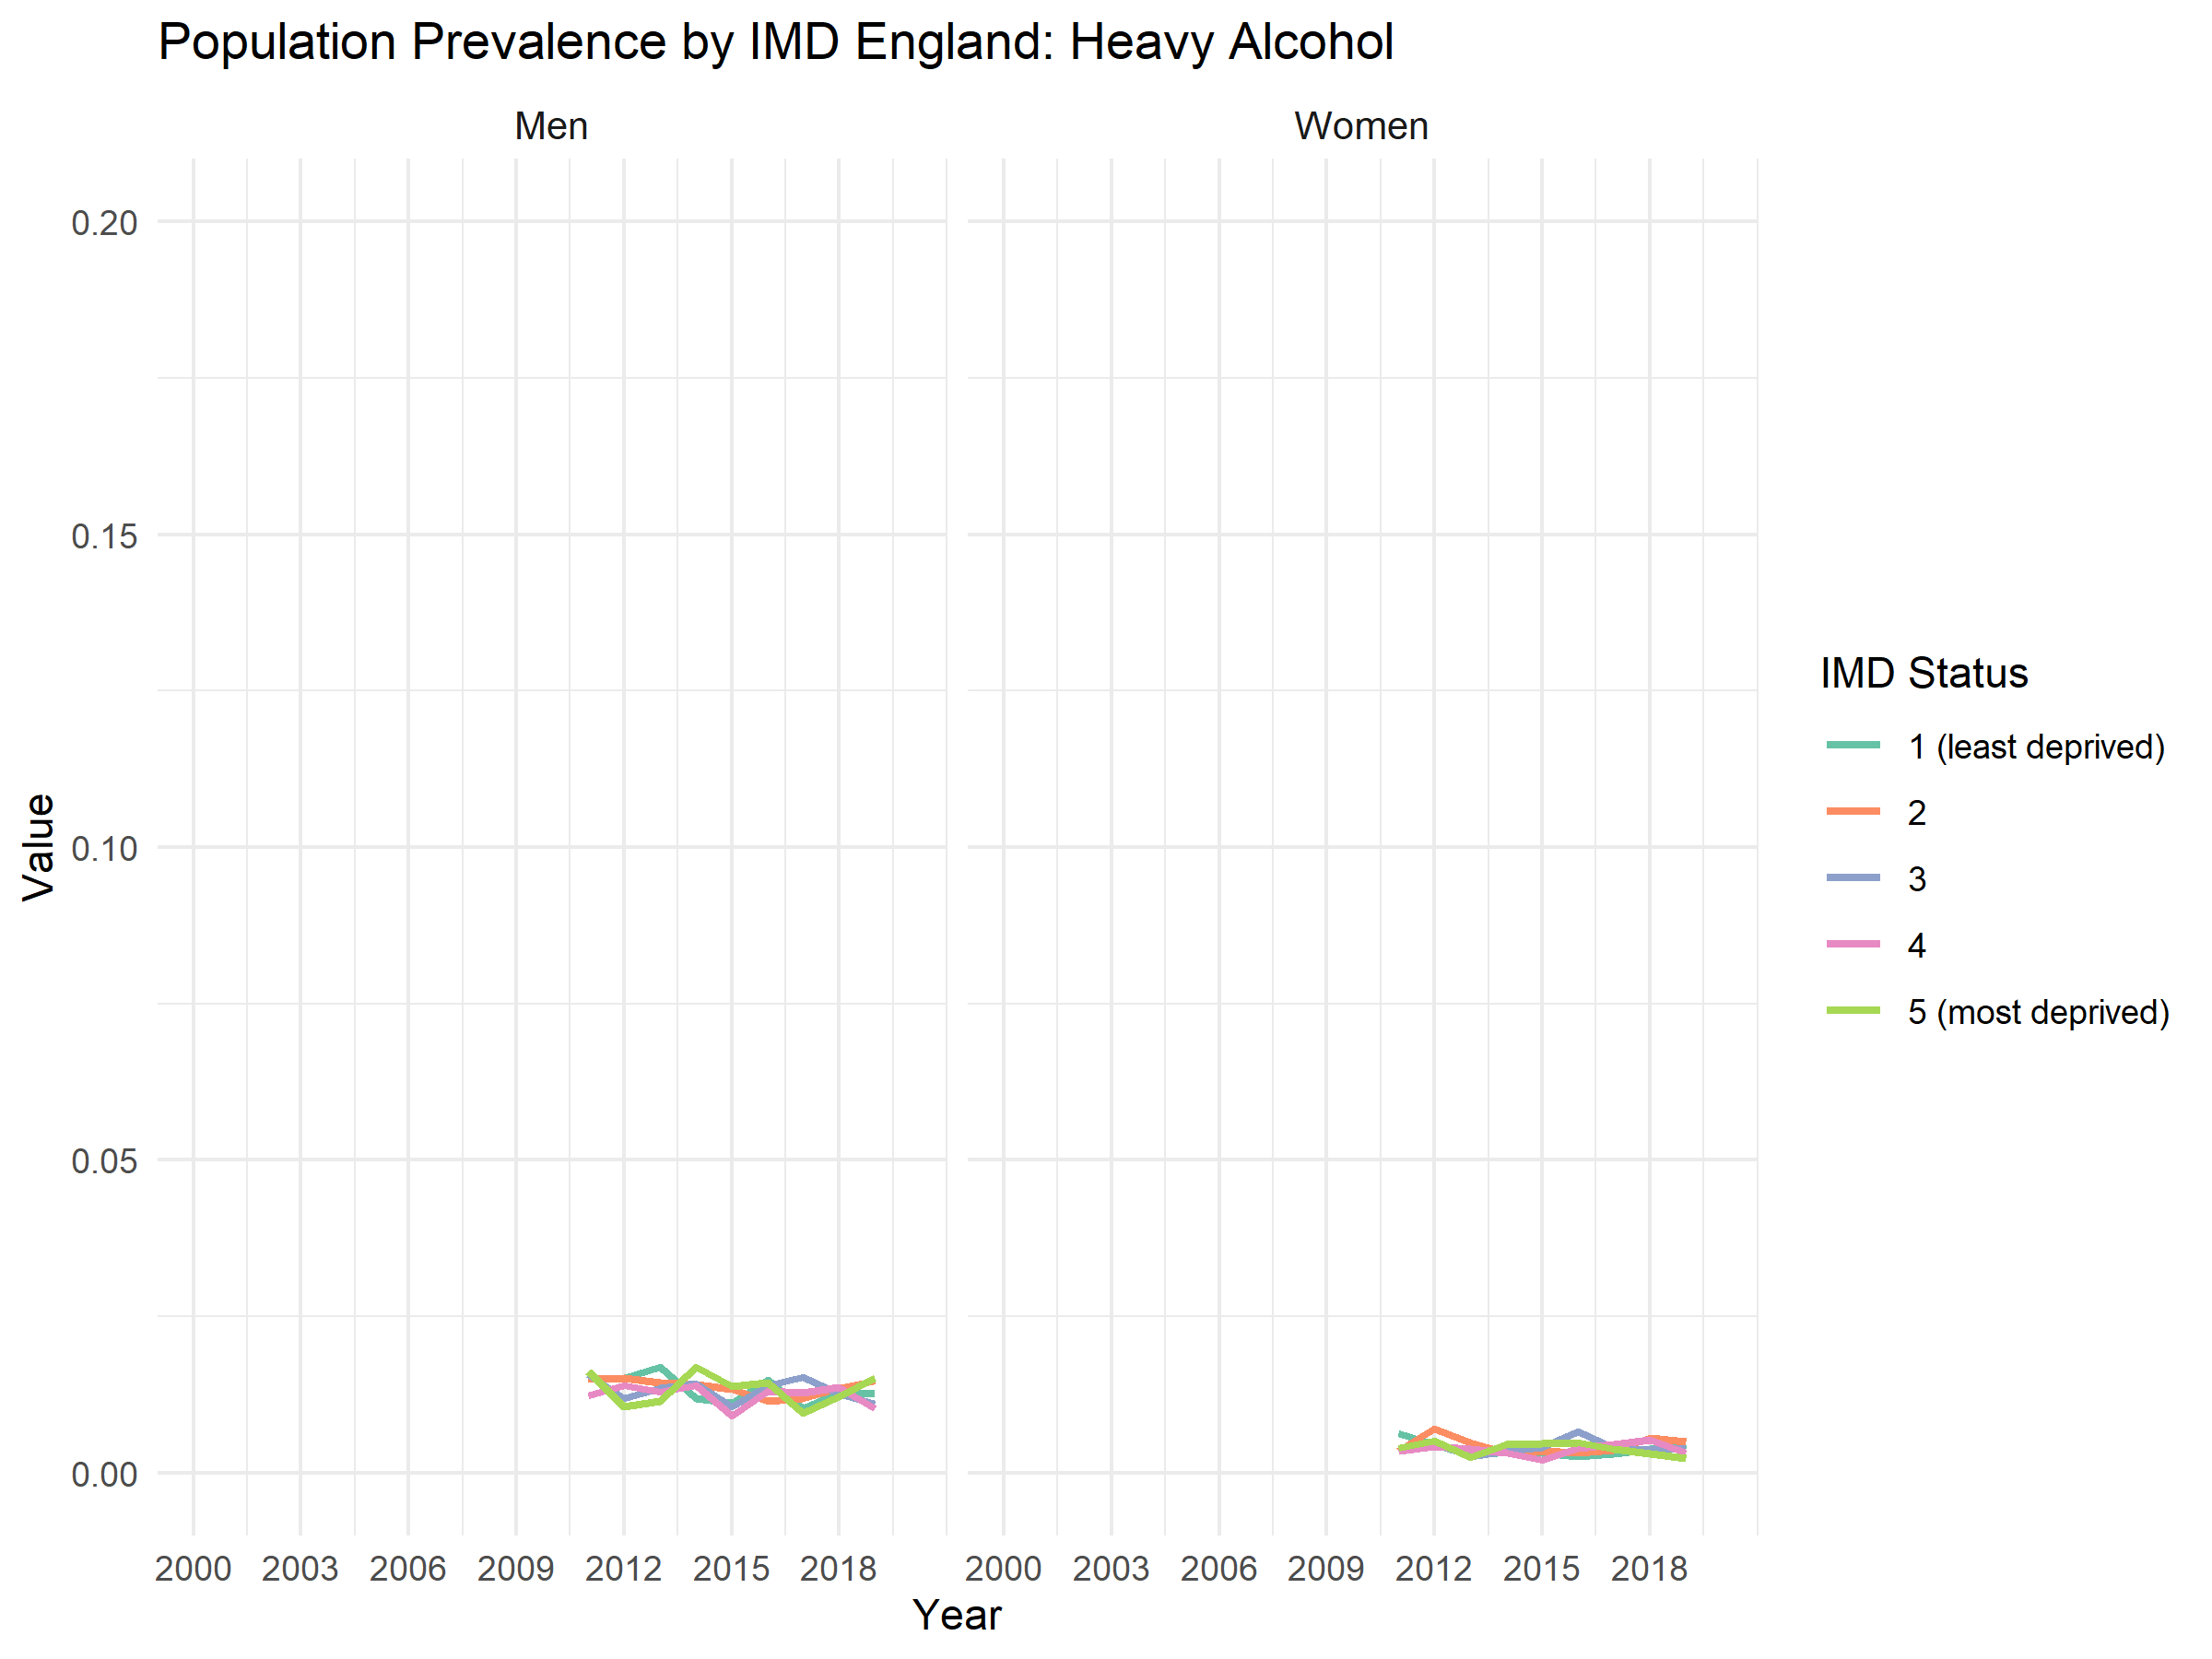 Population Prevalence by IMD England: Heavy Alcohol
Men
Women
0.20
0.15
0.10
0.05
0.00
Value
2000 2003 2006 2009 2012 2015 2018
2000 2003 2006 2009 2012 2015 2018
Year
IMD Status
1 (least deprived)
2
3
4
5 (most deprived)